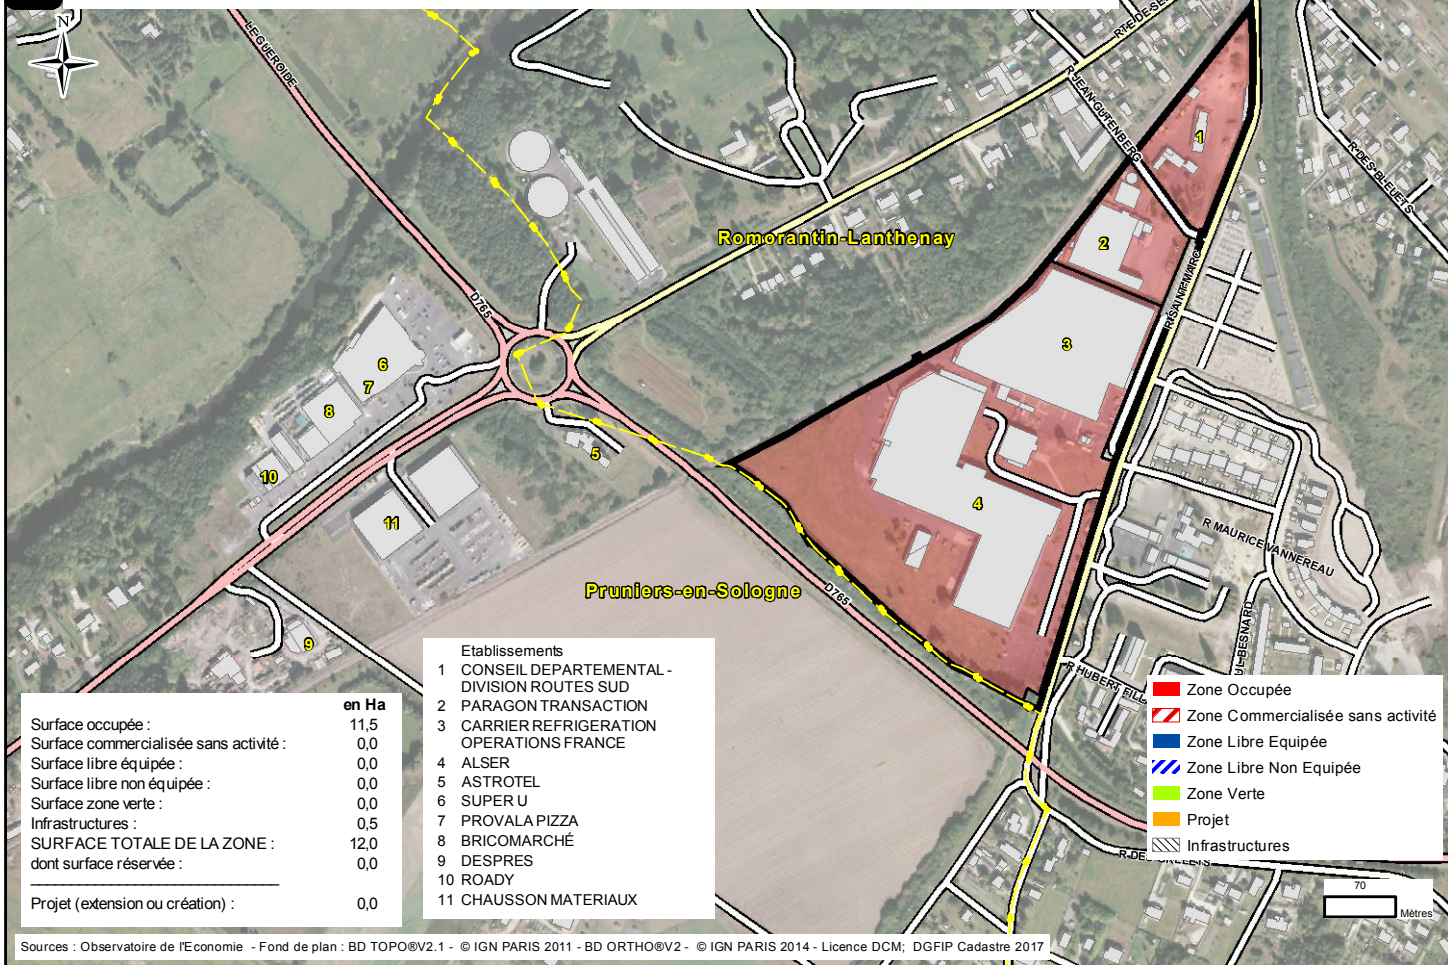 N
LE GUEROIDE
RTE DE SE
R JEAN GUTENBERG
R DES BLEUETS
1
Romorantin-Lanthenay
2
R SAINT MARC
D765
3
6
7
8
5
10
4
11
R MAURICE VANNEREAU
Pruniers-en-Sologne
D765
UL BESNARD
9
R HUBERT FILL
Etablissements
1 CONSEIL DEPARTEMENTAL -
DIVISION ROUTES SUD
2 PARAGON TRANSACTION
3 CARRIER REFRIGERATION
OPERATIONS FRANCE
4 ALSER
5 ASTROTEL
6 SUPER U
7 PROVALA PIZZA
8 BRICOMARCHÉ
9 DESPRES
10 ROADY
11 CHAUSSON MATERIAUX
en Ha
Surface occupée : 11,5
Surface commercialisée sans activité : 0,0
Surface libre équipée : 0,0
Surface libre non équipée : 0,0
Surface zone verte : 0,0
Infrastructures : 0,5
SURFACE TOTALE DE LA ZONE : 12,0
dont surface réservée : 0,0
Projet (extension ou création) : 0,0
Zone Occupée
Zone Commercialisée sans activité
Zone Libre Equipée
Zone Libre Non Equipée
Zone Verte
Projet
Infrastructures
R DES
70
Mètres
Sources : Observatoire de l'Economie - Fond de plan : BD TOPO®V2.1 - © IGN PARIS 2011 - BD ORTHO®V2 - © IGN PARIS 2014 - Licence DCM; DGFIP Cadastre 2017